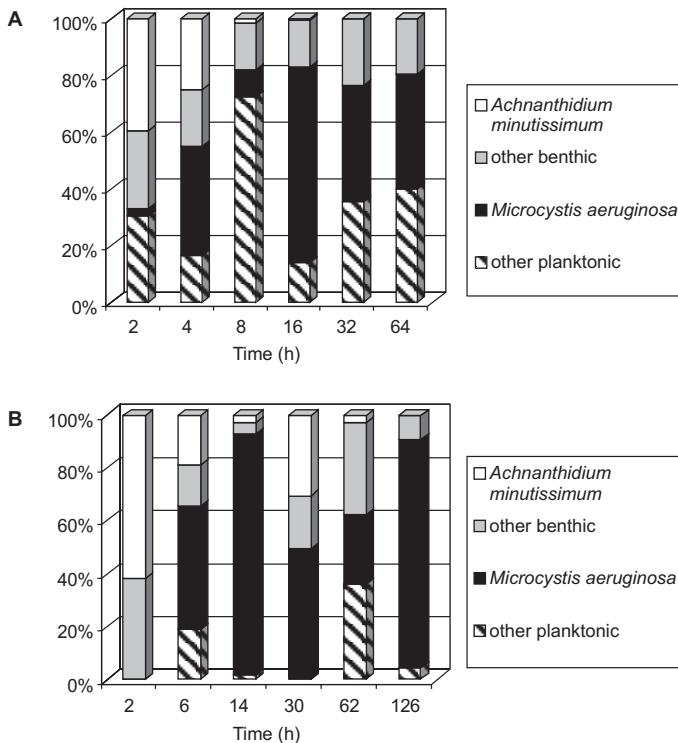 A
100%
80%
60%
40%
20%
0%
2 4 8 16 32 64
Time (h)
Achnanthidium
minutissimum
other benthic
Microcystis aeruginosa
other planktonic
B
100%
80%
60%
40%
20%
0%
2 6 14 30 62 126
Time (h)
Achnanthidium
minutissimum
other benthic
Microcystis aeruginosa
other planktonic